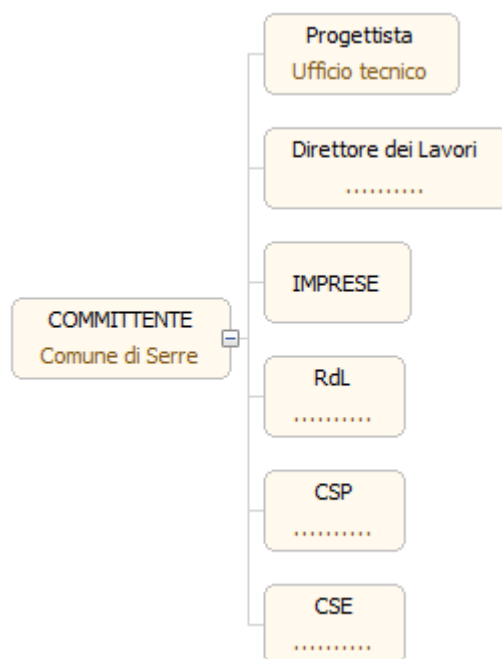 Progettista
Ufficio tecnico
Direttore dei Lavori
..........
IMPRESE
COMMITTENTE
Comune di Serre
RdL
..........
CSP
..........
CSE
..........